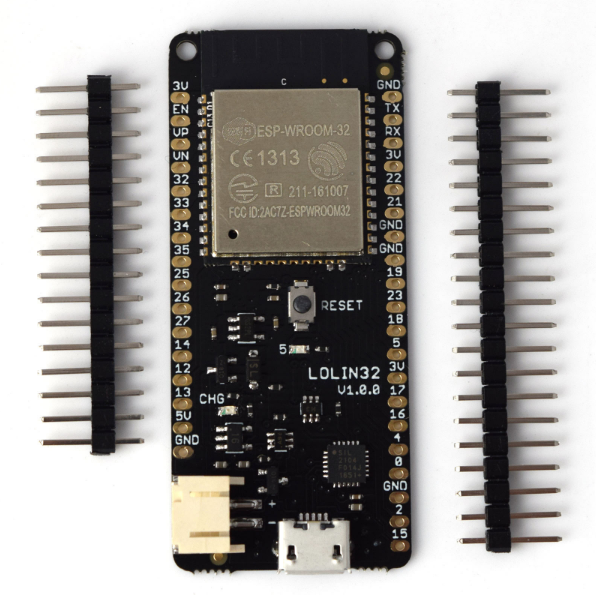 3V
EN
VP
VN
32
33
34
35
25
26
27
14
12
13
5V
GND
C
ESP-WROOM-32
CE1313
R 211-161007
FCC ID:2AC7Z-ESPWROOM32
RESET
5
LOLIN32
V1.0.0
CHG
+
-
GND
TX
RX
3V
22
21
GND
GND
19
23
18
5
3V
17
16
4
0
GND
2
15